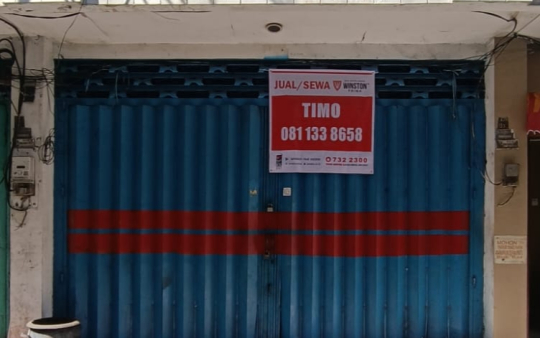 JUAL/SEWA WINSTON
TIMO
081 133 8658
732 2300